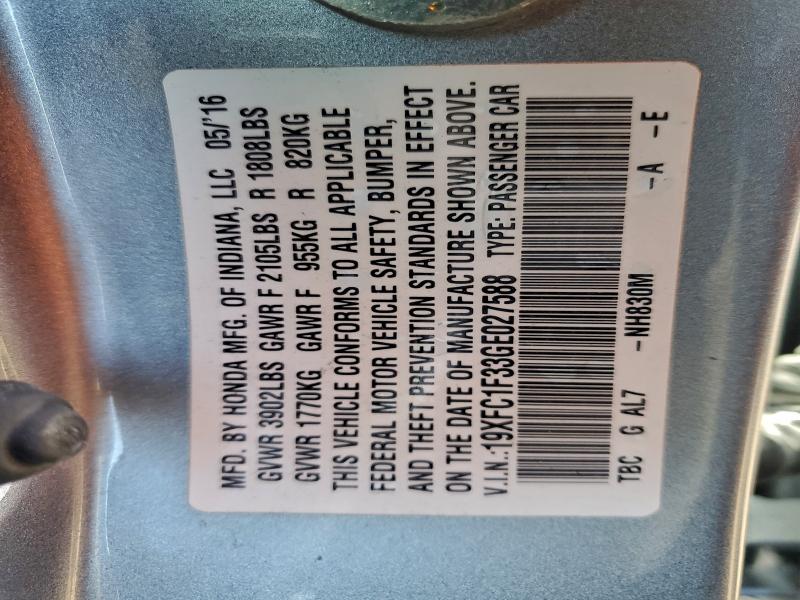 MFD. BY HONDA MFG. OF INDIANA, LLC 05/'16
GVWR 3902LBS GAWR F 2105LBS R 1808LBS
GVWR 1770KG GAWR F 955KG R 820KG
THIS VEHICLE CONFORMS TO ALL APPLICABLE
FEDERAL MOTOR VEHICLE SAFETY, BUMPER,
AND THEFT PREVENTION STANDARDS IN EFFECT
ON THE DATE OF MANUFACTURE SHOWN ABOVE.
V.I.N.:19XFC1F33GE027588 TYPE: PASSENGER CAR
TBC G AL7 -NH830M -A -E